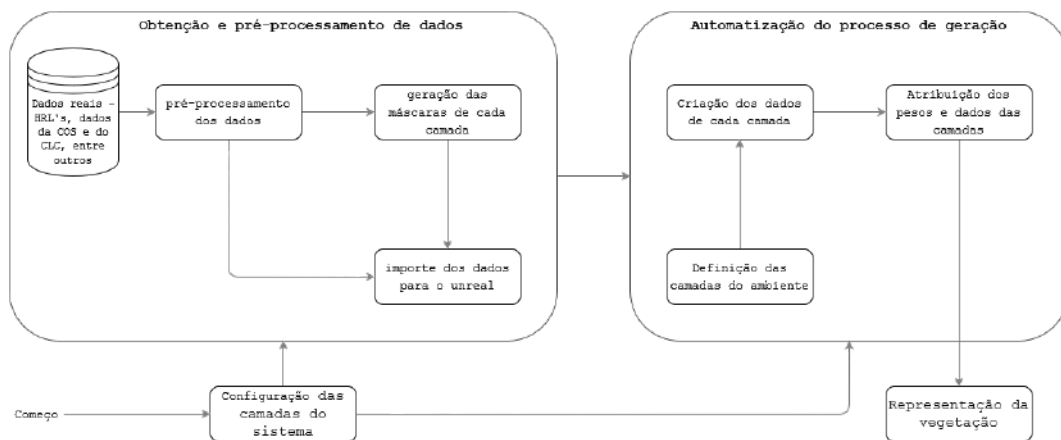 Obtenção e pré-processamento de dados
Dados reais -
HRL's, dados
da COS e do
CLC, entre
outros
pré-processamento
dos dados
geração das
máscaras de cada
camada
importe dos dados
para o unreal
Automatização do processo de geração
Criação dos dados
de cada camada
Atribuição dos
pesos e dados das
camadas
Definição das
camadas do ambiente
Começo
Configuração das
camadas do
sistema
Representação da
vegetação